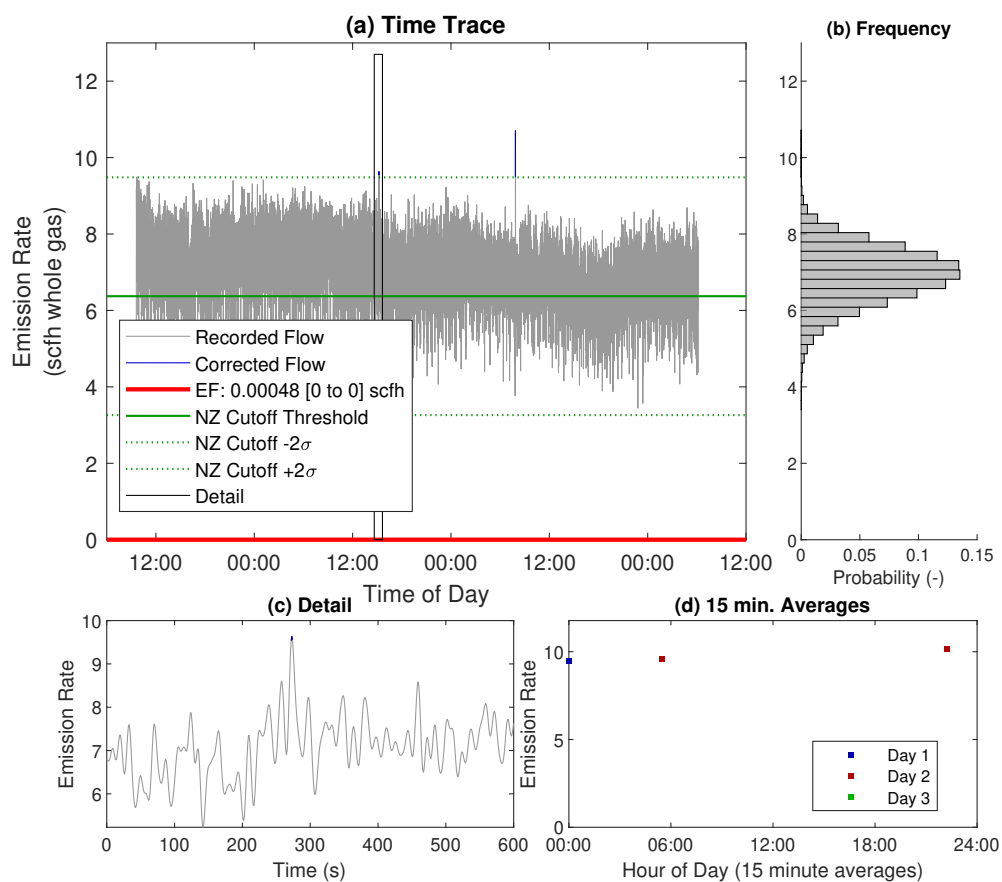 (a) Time Trace
12
10
8
6
4
2
0
Emission Rate
(scfh whole gas)
Recorded Flow
Corrected Flow
EF: 0.00048 [0 to 0] scfh
NZ Cutoff Threshold
NZ Cutoff -2σ
NZ Cutoff +2σ
Detail
12:00 00:00 12:00 00:00 12:00 00:00 12:00
Time of Day
(b) Frequency
12
10
8
6
4
2
0
0 0.05 0.1 0.15
Probability (-)
(c) Detail
10
9
8
7
6
Emission Rate
0 100 200 300 400 500 600
Time (s)
(d) 15 min. Averages
10
5
0
Emission Rate
Day 1
Day 2
Day 3
00:00 06:00 12:00 18:00 24:00
Hour of Day (15 minute averages)